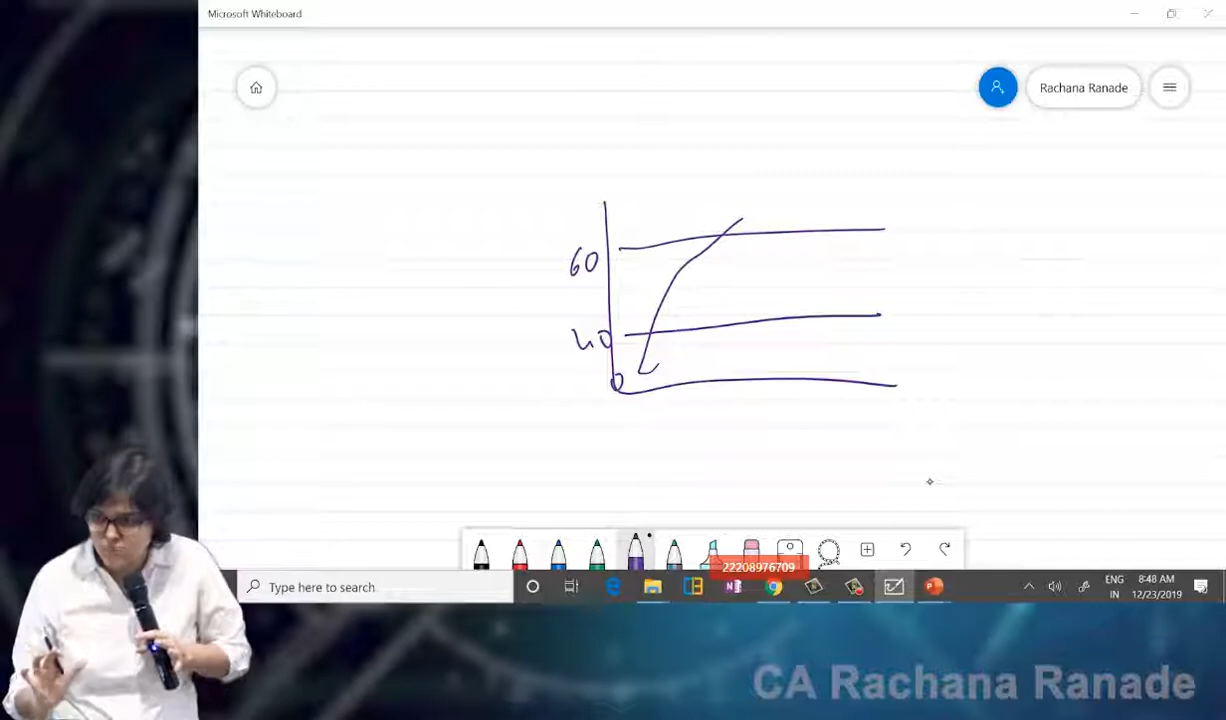 Microsoft Whiteboard
Rachana Ranade
60
40
0
22208976709
Type here to search
ENG
IN
8:48 AM
12/23/2019
CA Rachana Ranade